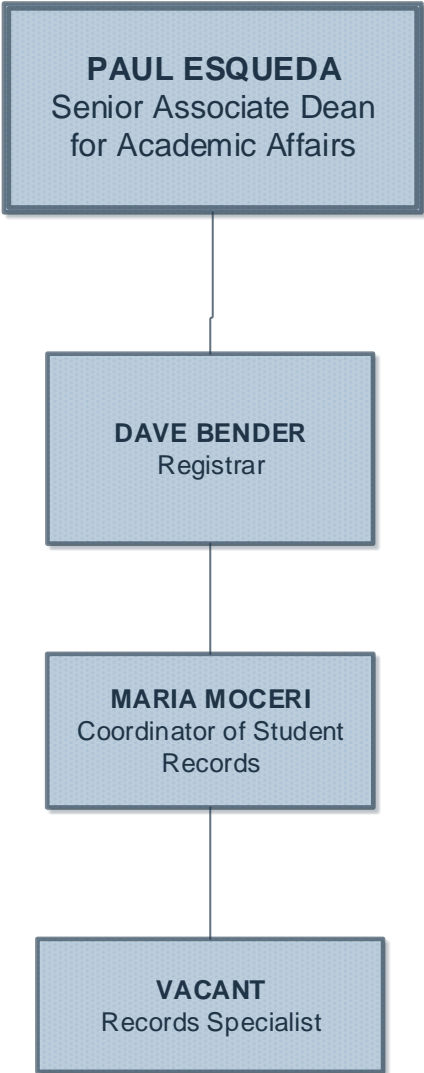 PAUL ESQUEDA
Senior Associate Dean
for Academic Affairs
DAVE BENDER
Registrar
MARIA MOCERI
Coordinator of Student
Records
VACANT
Records Specialist